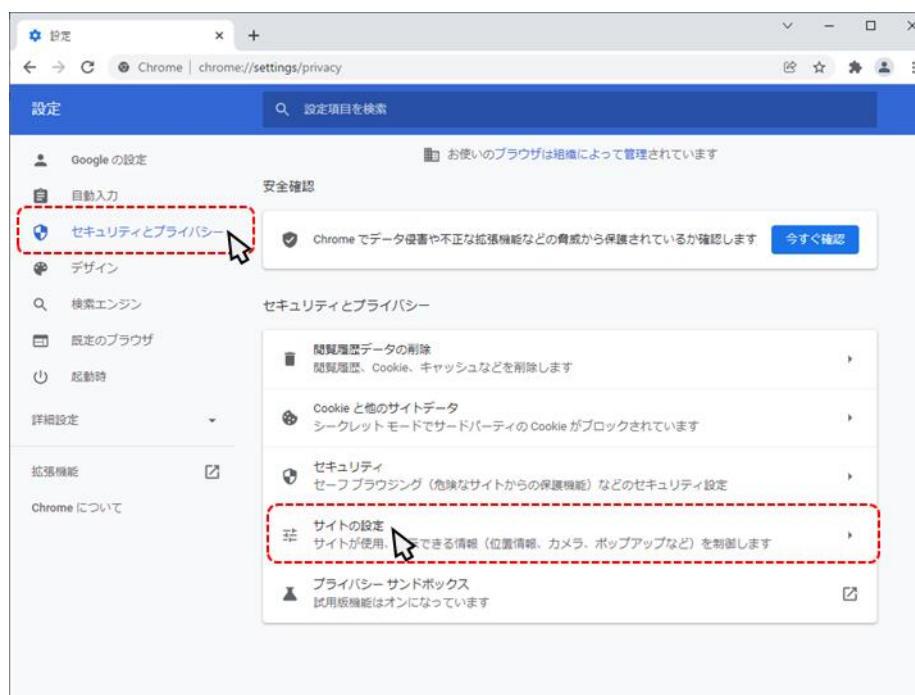 設定
Chrome | chrome://settings/privacy
設定
設定項目を検索
Google の設定
自動入力
セキュリティとプライバシー
デザイン
検索エンジン
既定のブラウザ
起動時
詳細設定
拡張機能
Chrome について
お使いのブラウザは組織によって管理されています
安全確認
Chrome でデータ侵害や不正な拡張機能などの脅威から保護されているか確認します
今すぐ確認
セキュリティとプライバシー
閲覧履歴データの削除
閲覧履歴、Cookie、キャッシュなどを削除します
Cookie と他のサイトデータ
シークレット モードでサードパーティの Cookie がブロックされています
セキュリティ
セーフ ブラウジング（危険なサイトからの保護機能）などのセキュリティ設定
サイトの設定
サイトが使用、できる情報（位置情報、カメラ、ポップアップなど）を制御します
プライバシー サンドボックス
試用版機能はオンになっています